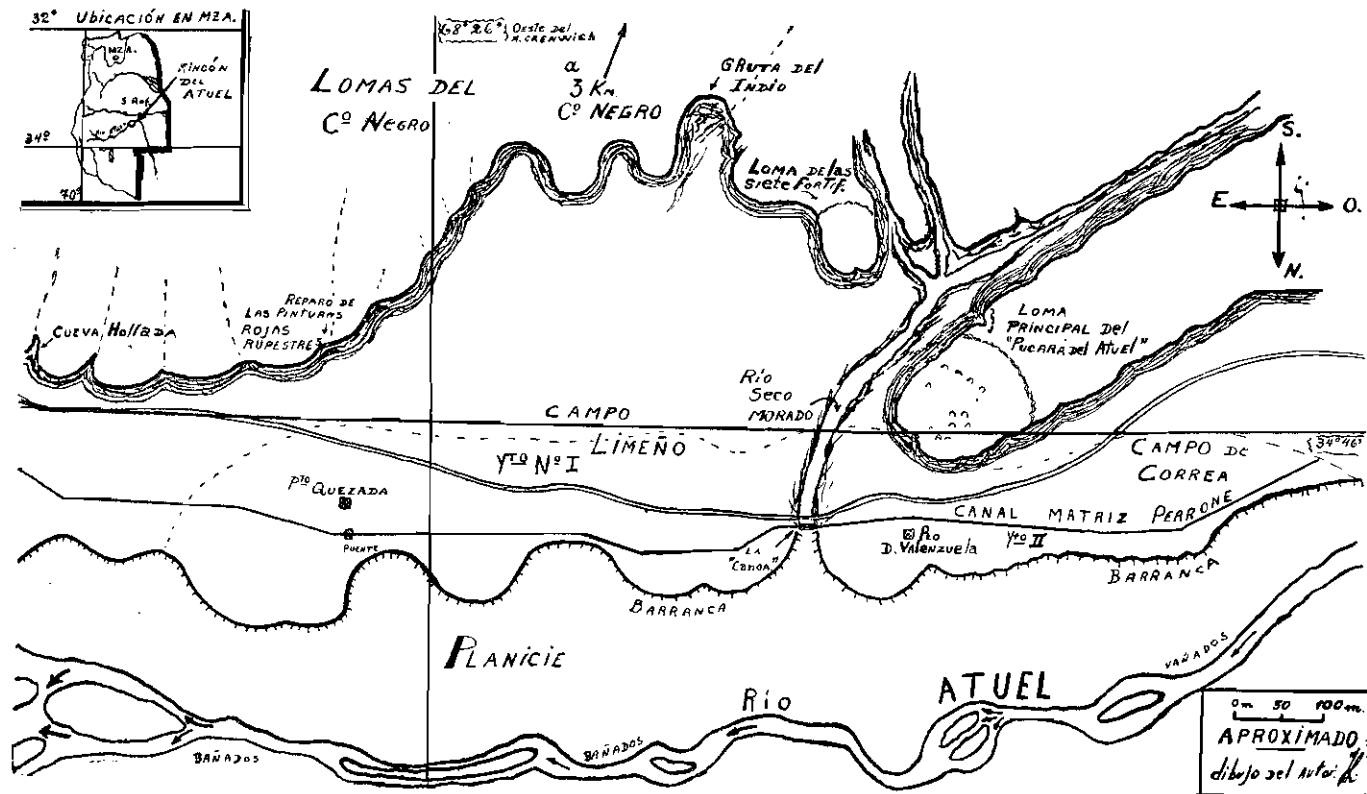 32° UBICACIÓN EN MZA.
MZA.
RINCÓN
DEL
ATUEL
S. Raf.
34º
70°
68° 26' Oeste del
M. GREENWICH
LOMAS DEL
Cº NEGRO
a
3 Km.
Cº NEGRO
GRUTA DEL
INDIO
LOMA DE las
SIETE FORTIF.
S.
E. O.
N.
CUEVA Hollada
REPARO DE
LAS PINTURAS
ROJAS
RUPESTRES
LOMA
PRINCIPAL DEl
"PUCARÁ del ATUEL"
RÍO
SECO
MORADO
CAMPO
LIMEÑO
34° 46'
CAMPO DE
CORREA
Yto Nº I
Pto QUEZADA
PUENTE
CANAL MATRIZ PERRONE
Pto
D. Valenzuela
Yto II
LA
"CANOA"
BARRANCA
BARRANCA
PLANICIE
VAÑADOS
RÍO
ATUEL
BAÑADOS
BAÑADOS
0m 50 100m.
APROXIMADO
dibujo del Autor.